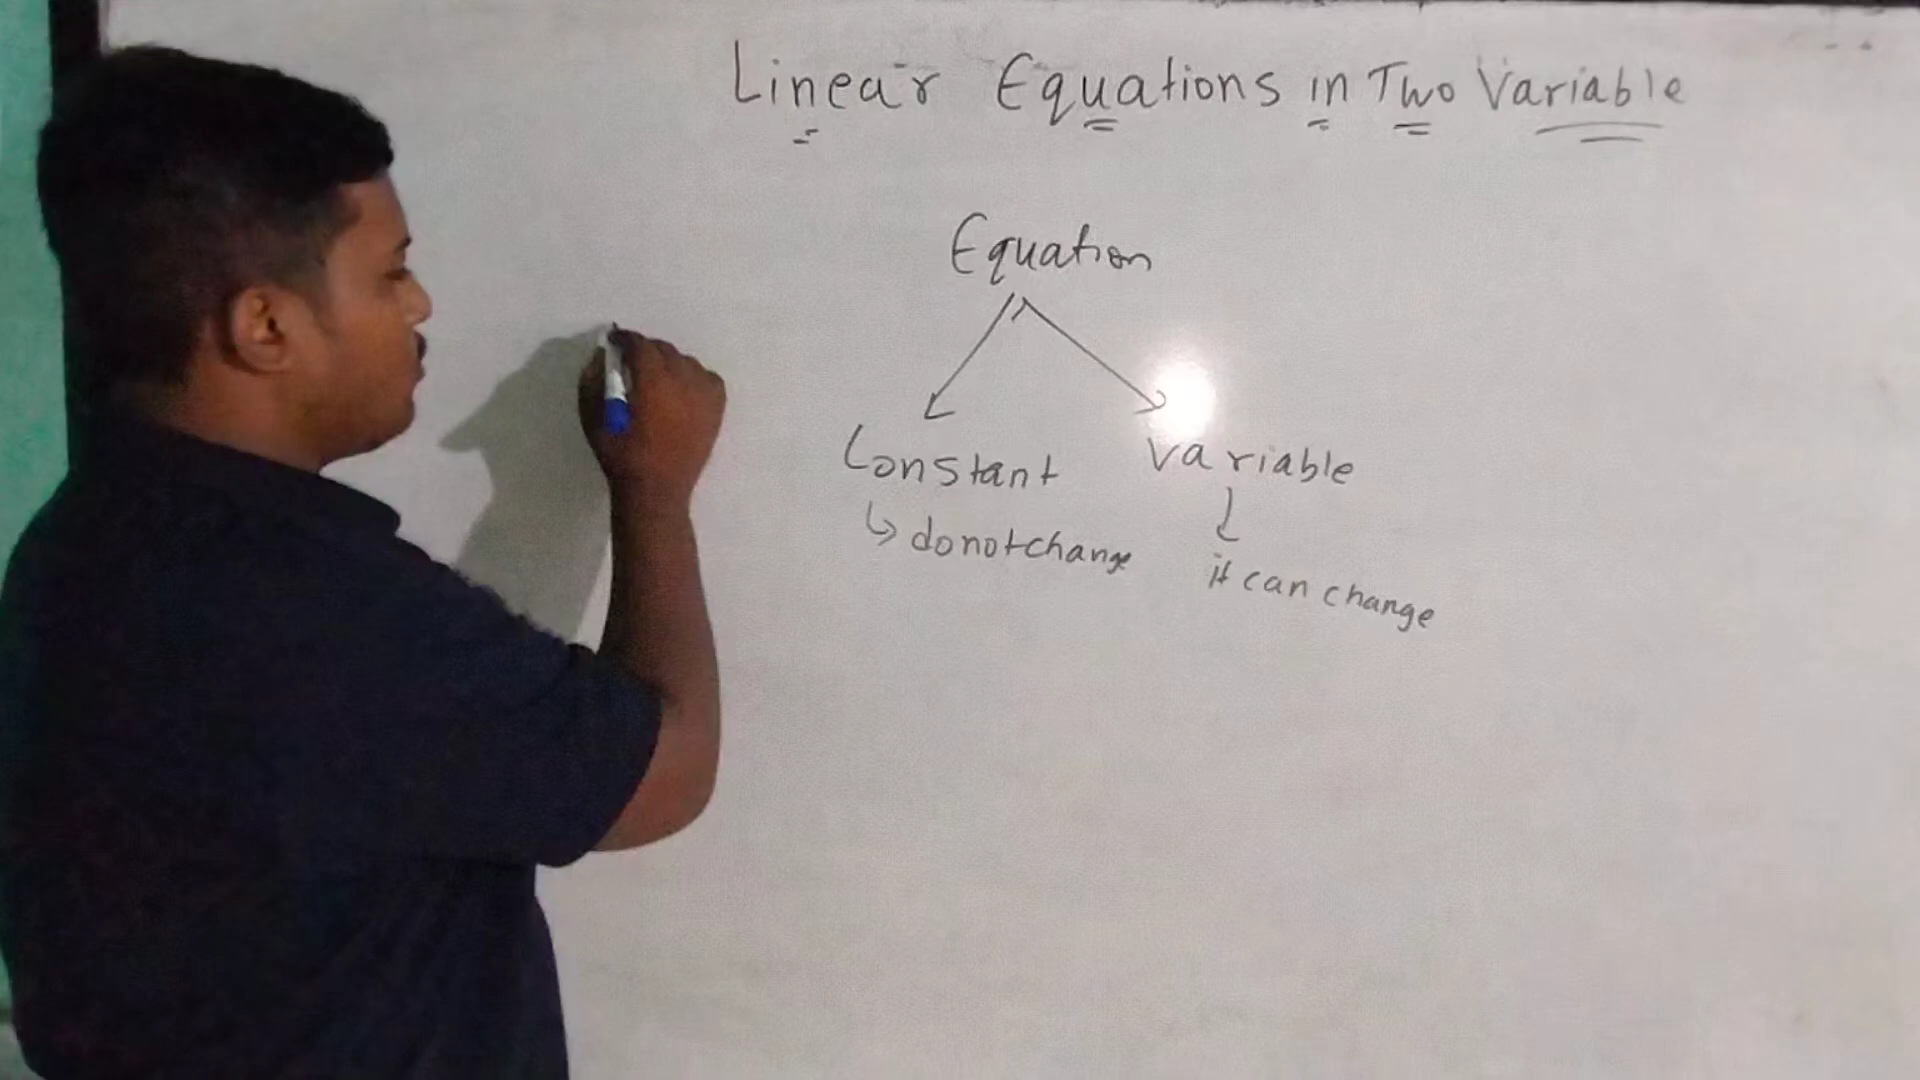 Linear Equations in Two Variable
Equation
Constant variable
↳ donotchange
it can change